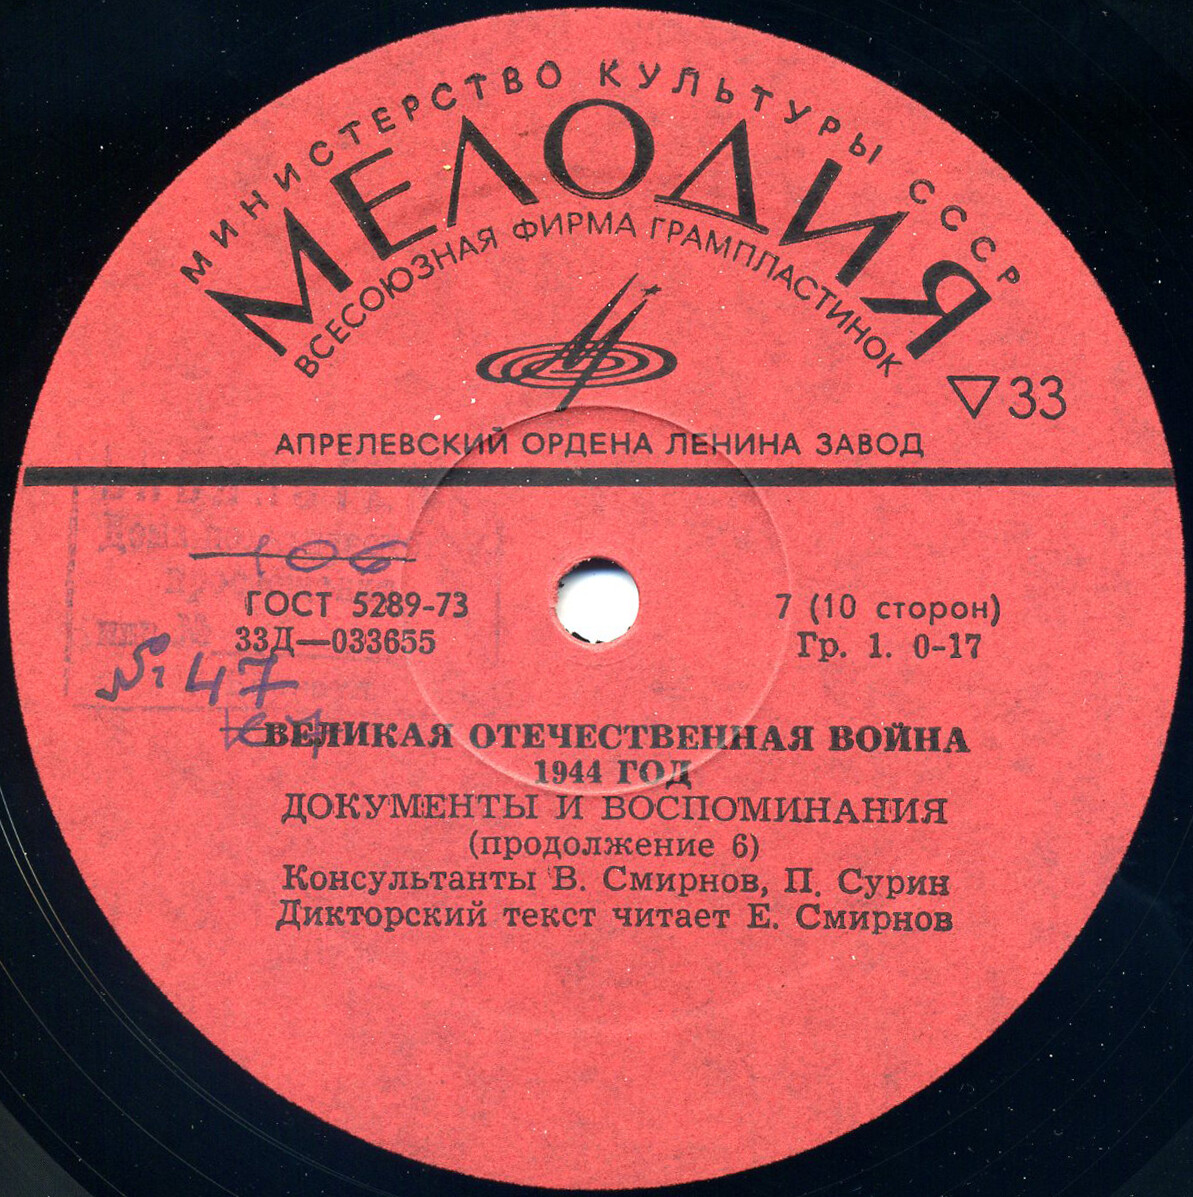 МИНИСТЕРСТВО КУЛЬТУРЫ СССР
МЕЛОДИЯ
ВСЕСОЮЗНАЯ ФИРМА ГРАМПЛАСТИНОК
33
АПРЕЛЕВСКИЙ ОРДЕНА ЛЕНИНА ЗАВОД
106
ГОСТ 5289-73
7 (10 сторон)
33Д—033655
Гр. 1. 0-17
47
ВЕЛИКАЯ ОТЕЧЕСТВЕННАЯ ВОЙНА
1944 ГОД
ДОКУМЕНТЫ И ВОСПОМИНАНИЯ
(продолжение 6)
Консультанты В. Смирнов, П. Сурин
Дикторский текст читает Е. Смирнов